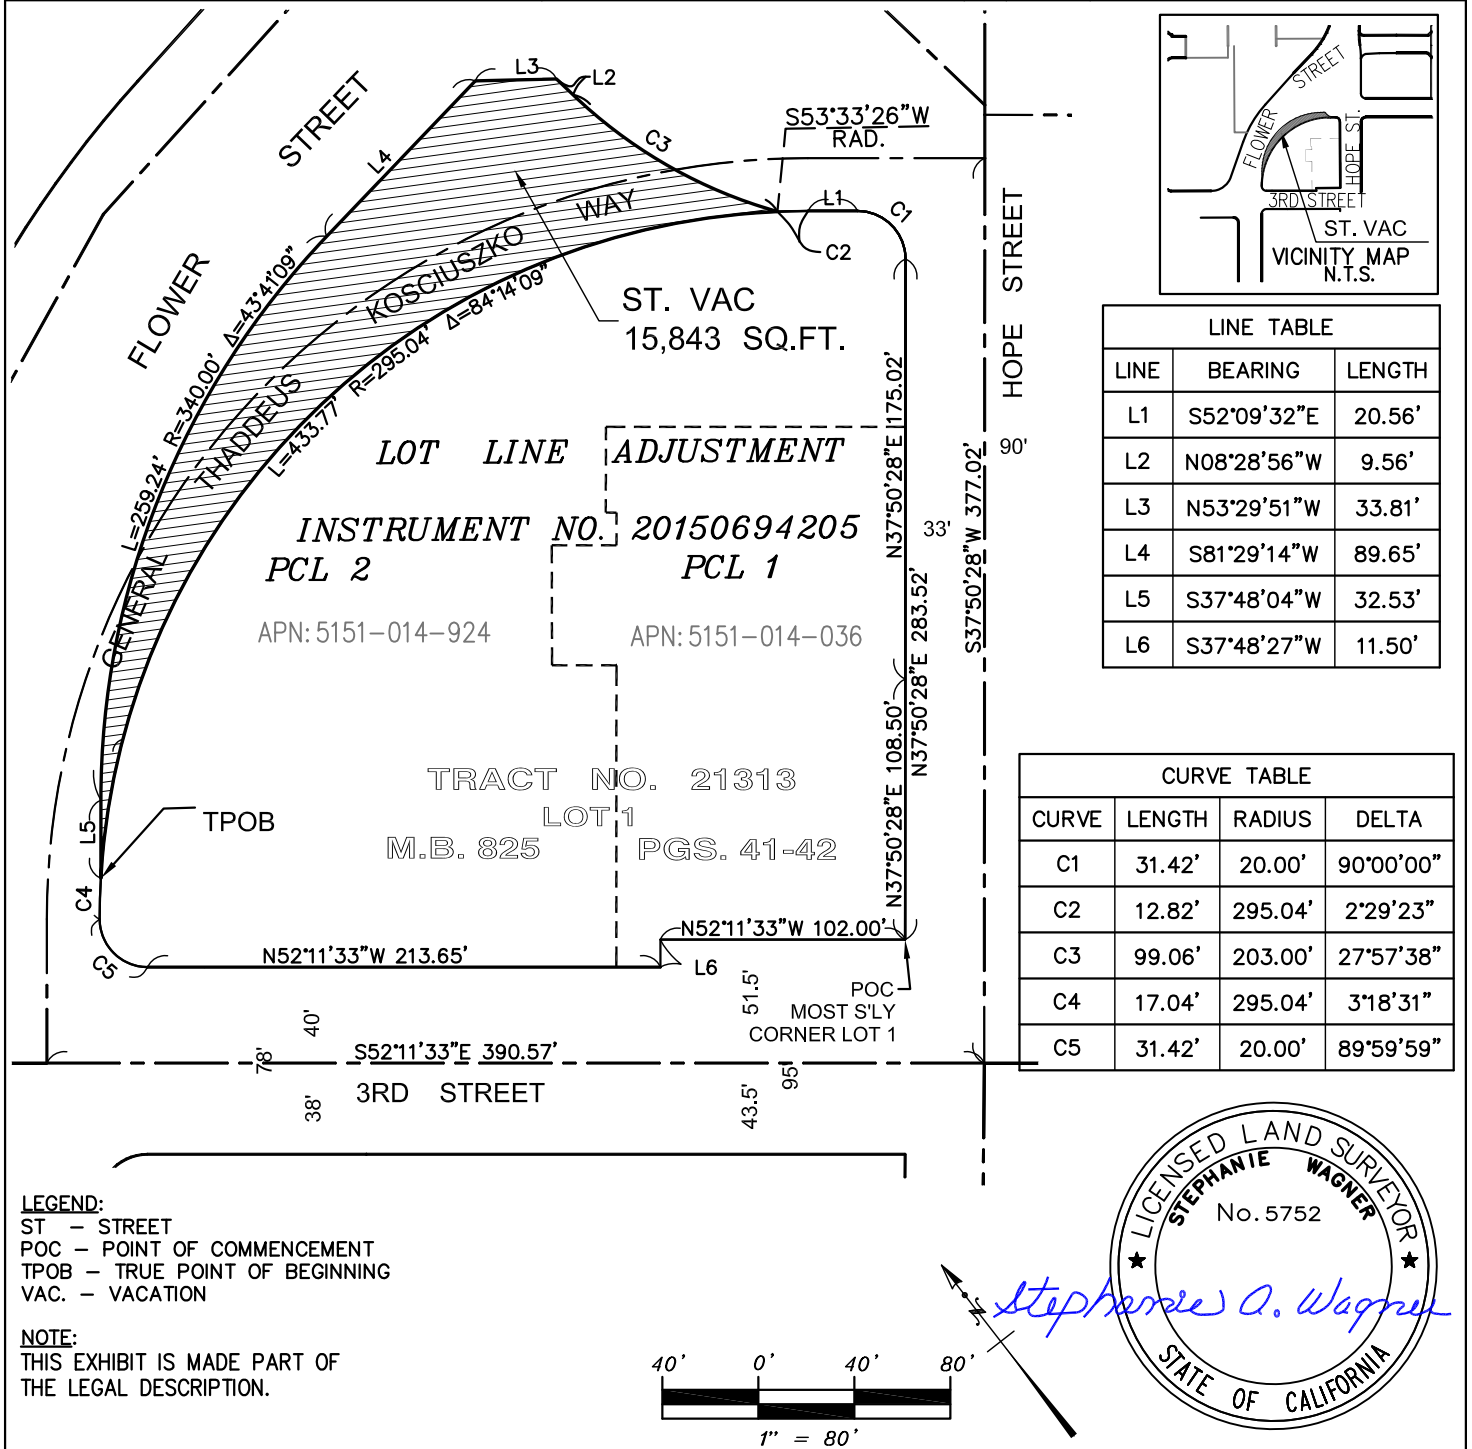 L3
L2
STREET
L4
C3
S53°33'26"W
RAD.
WAY
L1
C1
C2
KOSCIUSZKO
THADDEUS
GENERAL
FLOWER
Δ=43°41'09"
R=340.00'
L=259.24'
Δ=84°14'09"
R=295.04'
L=433.77'
ST. VAC
15,843 SQ.FT.
HOPE STREET
90'
33'
N37°50'28"E 175.02'
S37°50'28"W 377.02'
N37°50'28"E 283.52'
N37°50'28"E 108.50'
LOT LINE ADJUSTMENT
INSTRUMENT NO. 20150694205
PCL 2
PCL 1
APN: 5151-014-924
APN: 5151-014-036
TRACT NO. 21313
LOT 1
M.B. 825 PGS. 41-42
TPOB
L5
C4
C5
N52°11'33"W 213.65'
N52°11'33"W 102.00'
L6
POC
MOST S'LY
CORNER LOT 1
51.5'
40'
78'
38'
S52°11'33"E 390.57'
3RD STREET
43.5'
95'
STREET
FLOWER
HOPE ST.
3RD STREET
ST. VAC
VICINITY MAP
N.T.S.
LINE TABLE
LINE BEARING LENGTH
L1 S52°09'32"E 20.56'
L2 N08°28'56"W 9.56'
L3 N53°29'51"W 33.81'
L4 S81°29'14"W 89.65'
L5 S37°48'04"W 32.53'
L6 S37°48'27"W 11.50'
CURVE TABLE
CURVE LENGTH RADIUS DELTA
C1 31.42' 20.00' 90°00'00"
C2 12.82' 295.04' 2°29'23"
C3 99.06' 203.00' 27°57'38"
C4 17.04' 295.04' 3°18'31"
C5 31.42' 20.00' 89°59'59"
LEGEND:
ST – STREET
POC – POINT OF COMMENCEMENT
TPOB – TRUE POINT OF BEGINNING
VAC. – VACATION
NOTE:
THIS EXHIBIT IS MADE PART OF
THE LEGAL DESCRIPTION.
40' 0' 40' 80'
1" = 80'
N
LICENSED LAND SURVEYOR
STEPHANIE WAGNER
No. 5752
Stephanie A. Wagner
STATE OF CALIFORNIA